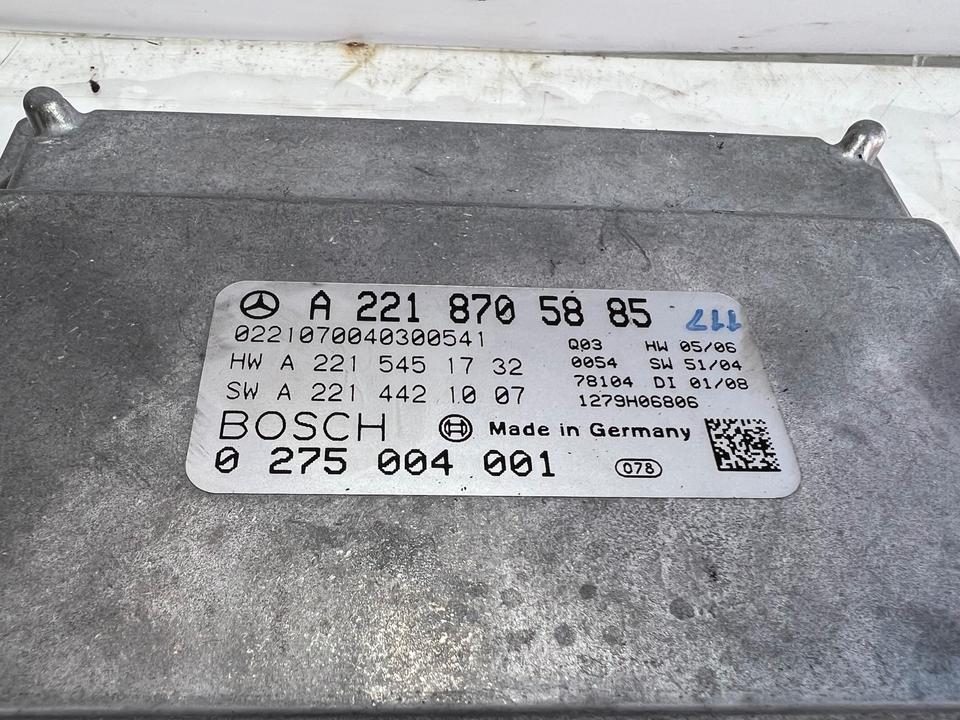 A 221 870 58 85 117
0221070040300541
Q03 HW 05/06
HW A 221 545 17 32
0054 SW 51/04
78104 DI 01/08
SW A 221 442 10 07
1279H06806
BOSCH Made in Germany
0 275 004 001 078